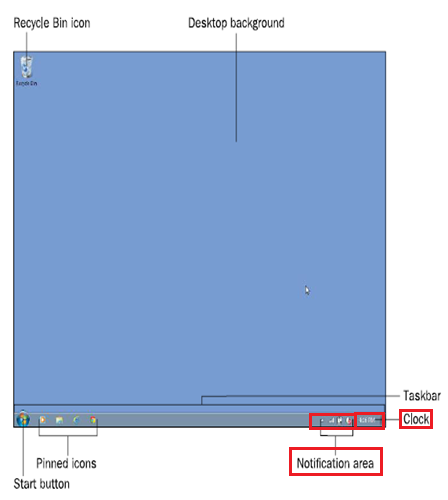 Recycle Bin icon
Desktop background
Recycle Bin
Taskbar
Clock
Pinned icons
Notification area
Start button